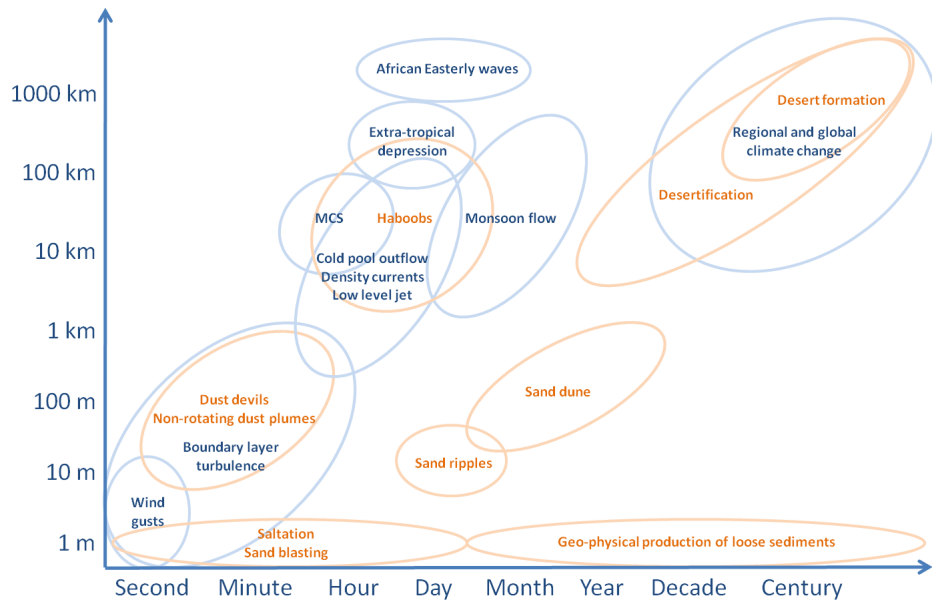 African Easterly waves
1000 km
Desert formation
Extra-tropical
depression
Regional and global
climate change
100 km
Desertification
MCS
Haboobs
Monsoon flow
10 km
Cold pool outflow
Density currents
Low level jet
1 km
Dust devils
Non-rotating dust plumes
Sand dune
100 m
Boundary layer
turbulence
Sand ripples
10 m
Wind
gusts
Saltation
Sand blasting
Geo-physical production of loose sediments
1 m
Second
Minute
Hour
Day
Month
Year
Decade
Century